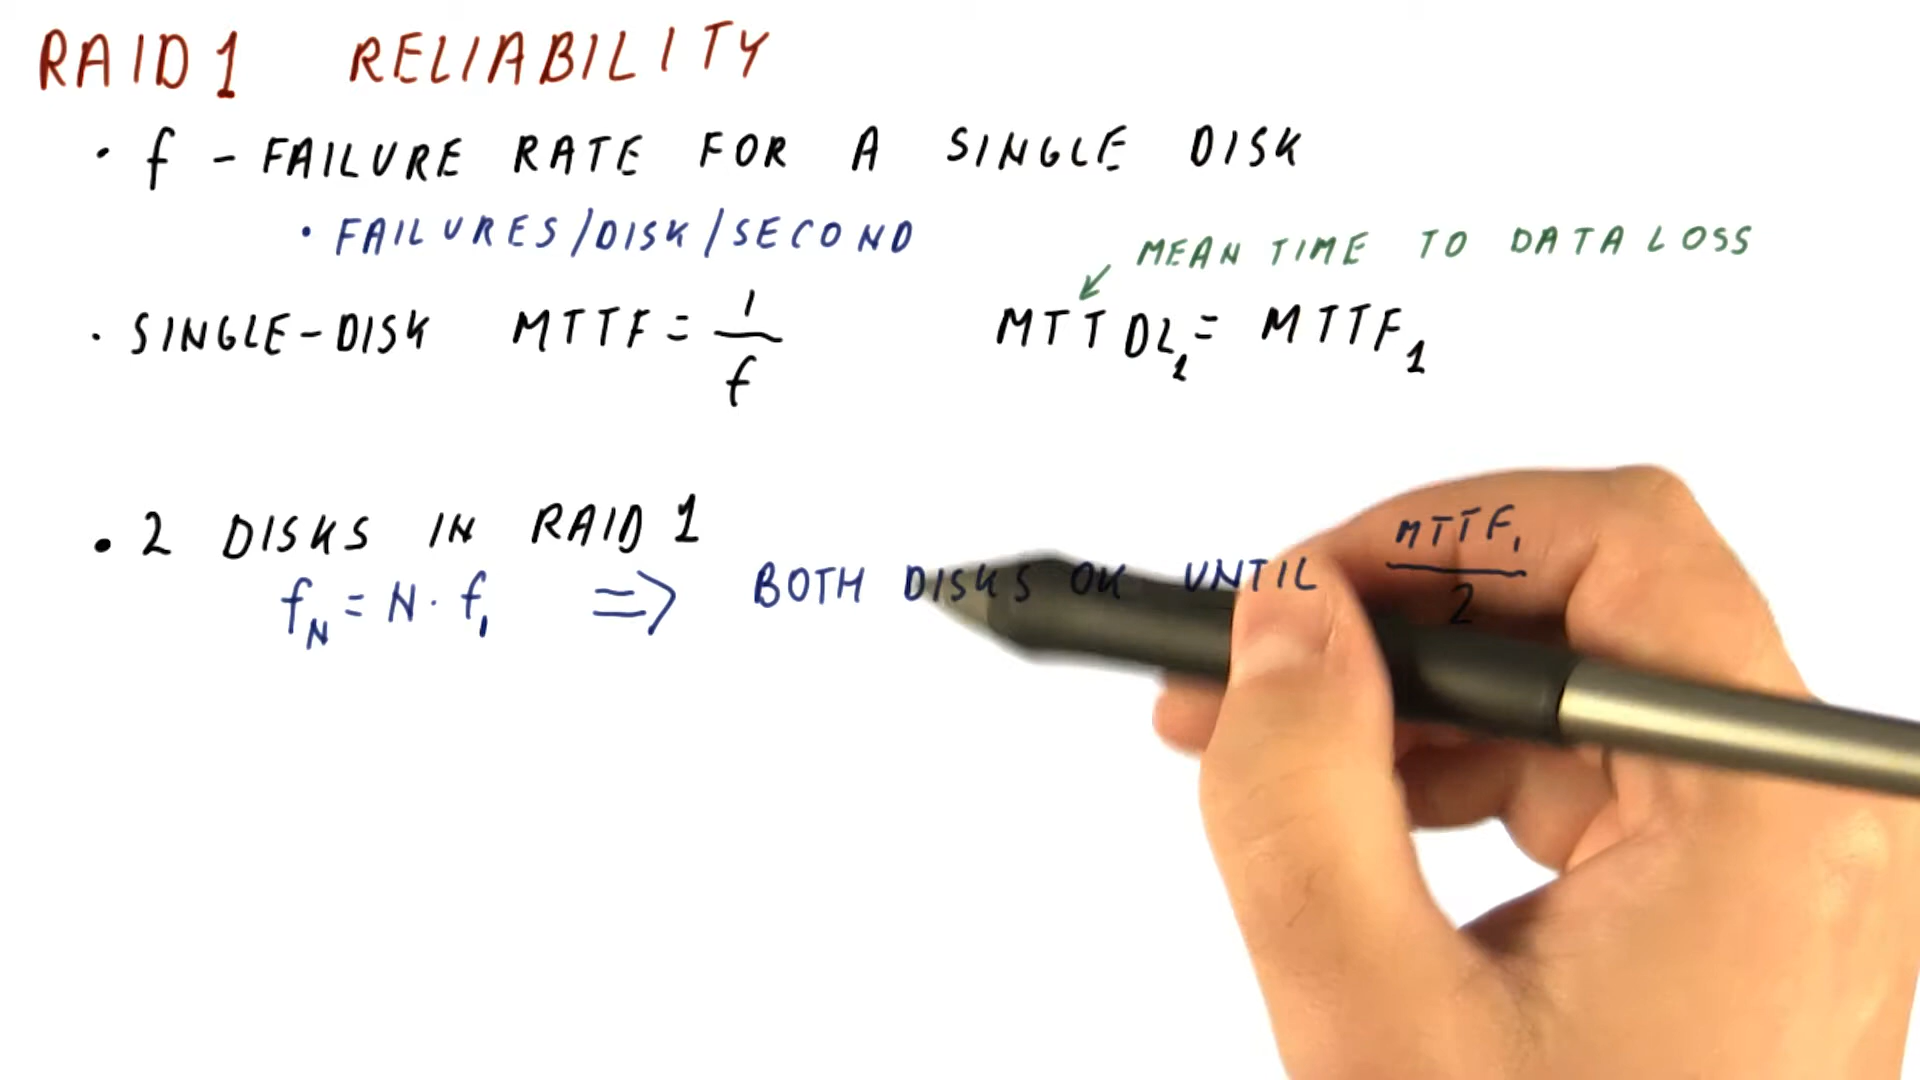 RAID 1 RELIABILITY
• f - FAILURE RATE FOR A SINGLE DISK
• FAILURES/DISK/SECOND
MEAN TIME TO DATA LOSS
• SINGLE-DISK MTTF = 1/f
MTTDL₁ = MTTF₁
• 2 DISKS IN RAID 1
f_N = N · f₁ ⇒ BOTH DISKS OK UNTIL MTTF₁/2